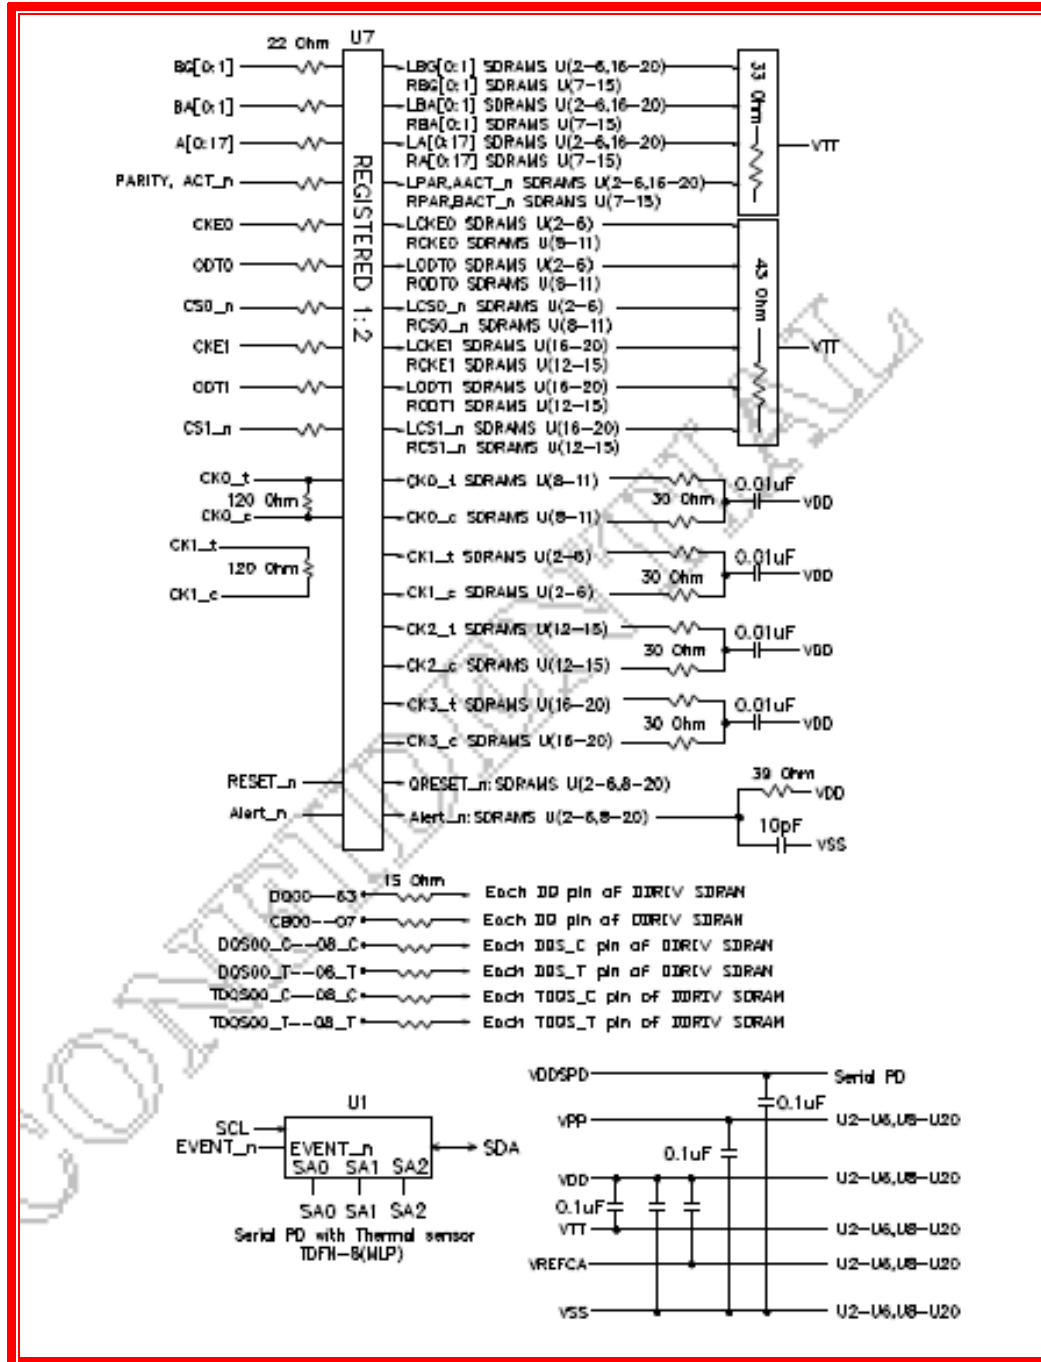 22 Ohm U7
BG[0:1] LBG[0:1] SDRAMS U(2-6,16-20)
RBG[0:1] SDRAMS U(7-15)
BA[0:1] LBA[0:1] SDRAMS U(2-6,16-20)
RBA[0:1] SDRAMS U(7-15)
A[0:17] LA[0:17] SDRAMS U(2-6,16-20)
RA[0:17] SDRAMS U(7-15)
PARITY, ACT_n LPAR,AACT_n SDRAMS U(2-6,16-20)
RPAR,BACT_n SDRAMS U(7-15)
33 Ohm
VTT
REGISTERED 1:2
CKE0 LCKE0 SDRAMS U(2-6)
RCKE0 SDRAMS U(8-11)
ODT0 LODT0 SDRAMS U(2-6)
RODT0 SDRAMS U(8-11)
CS0_n LCS0_n SDRAMS U(2-6)
RCS0_n SDRAMS U(8-11)
CKE1 LCKE1 SDRAMS U(16-20)
RCKE1 SDRAMS U(12-15)
ODT1 LODT1 SDRAMS U(16-20)
RODT1 SDRAMS U(12-15)
CS1_n LCS1_n SDRAMS U(16-20)
RCS1_n SDRAMS U(12-15)
43 Ohm
VTT
CK0_t CK0_t SDRAMS U(8-11) 0.01uF
120 Ohm 30 Ohm VDD
CK0_c CK0_c SDRAMS U(8-11)
CK1_t CK1_t SDRAMS U(2-6) 0.01uF
120 Ohm 30 Ohm VDD
CK1_c CK1_c SDRAMS U(2-6)
CK2_t SDRAMS U(12-15) 0.01uF
30 Ohm VDD
CK2_c SDRAMS U(12-15)
CK3_t SDRAMS U(16-20) 0.01uF
30 Ohm VDD
CK3_c SDRAMS U(16-20)
RESET_n QRESET_n:SDRAMS U(2-6,8-20) 39 Ohm VDD
Alert_n Alert_n:SDRAMS U(2-6,8-20) 10pF VSS
15 Ohm
DQ00--63 Each DQ pin of DDRIV SDRAM
CB00--07 Each DQ pin of DDRIV SDRAM
DQS00_C--08_C Each DQS_C pin of DDRIV SDRAM
DQS00_T--08_T Each DQS_T pin of DDRIV SDRAM
TDQS00_C--08_C Each TDQS_C pin of DDRIV SDRAM
TDQS00_T--08_T Each TDQS_T pin of DDRIV SDRAM
U1
SCL
EVENT_n EVENT_n SDA
SA0 SA1 SA2
SA0 SA1 SA2
Serial PD with Thermal sensor
TDFN-8(MLP)
VDDSPD Serial PD
0.1uF
VPP U2-U6,U8-U20
0.1uF
VDD U2-U6,U8-U20
0.1uF
VTT U2-U6,U8-U20
VREFCA U2-U6,U8-U20
VSS U2-U6,U8-U20
CONFIDENTIAL